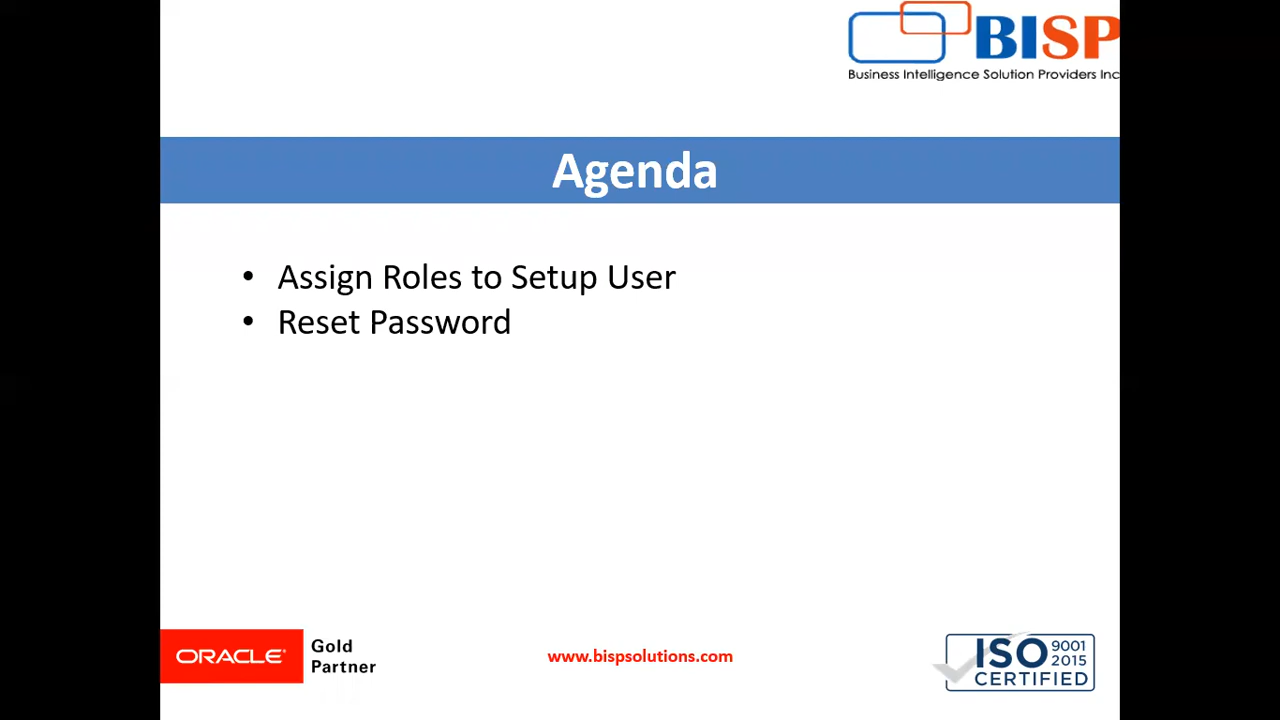 BISP
Business Intelligence Solution Providers Inc
Agenda
• Assign Roles to Setup User
• Reset Password
ORACLE®
Gold
Partner
www.bispsolutions.com
ISO 9001
2015
CERTIFIED